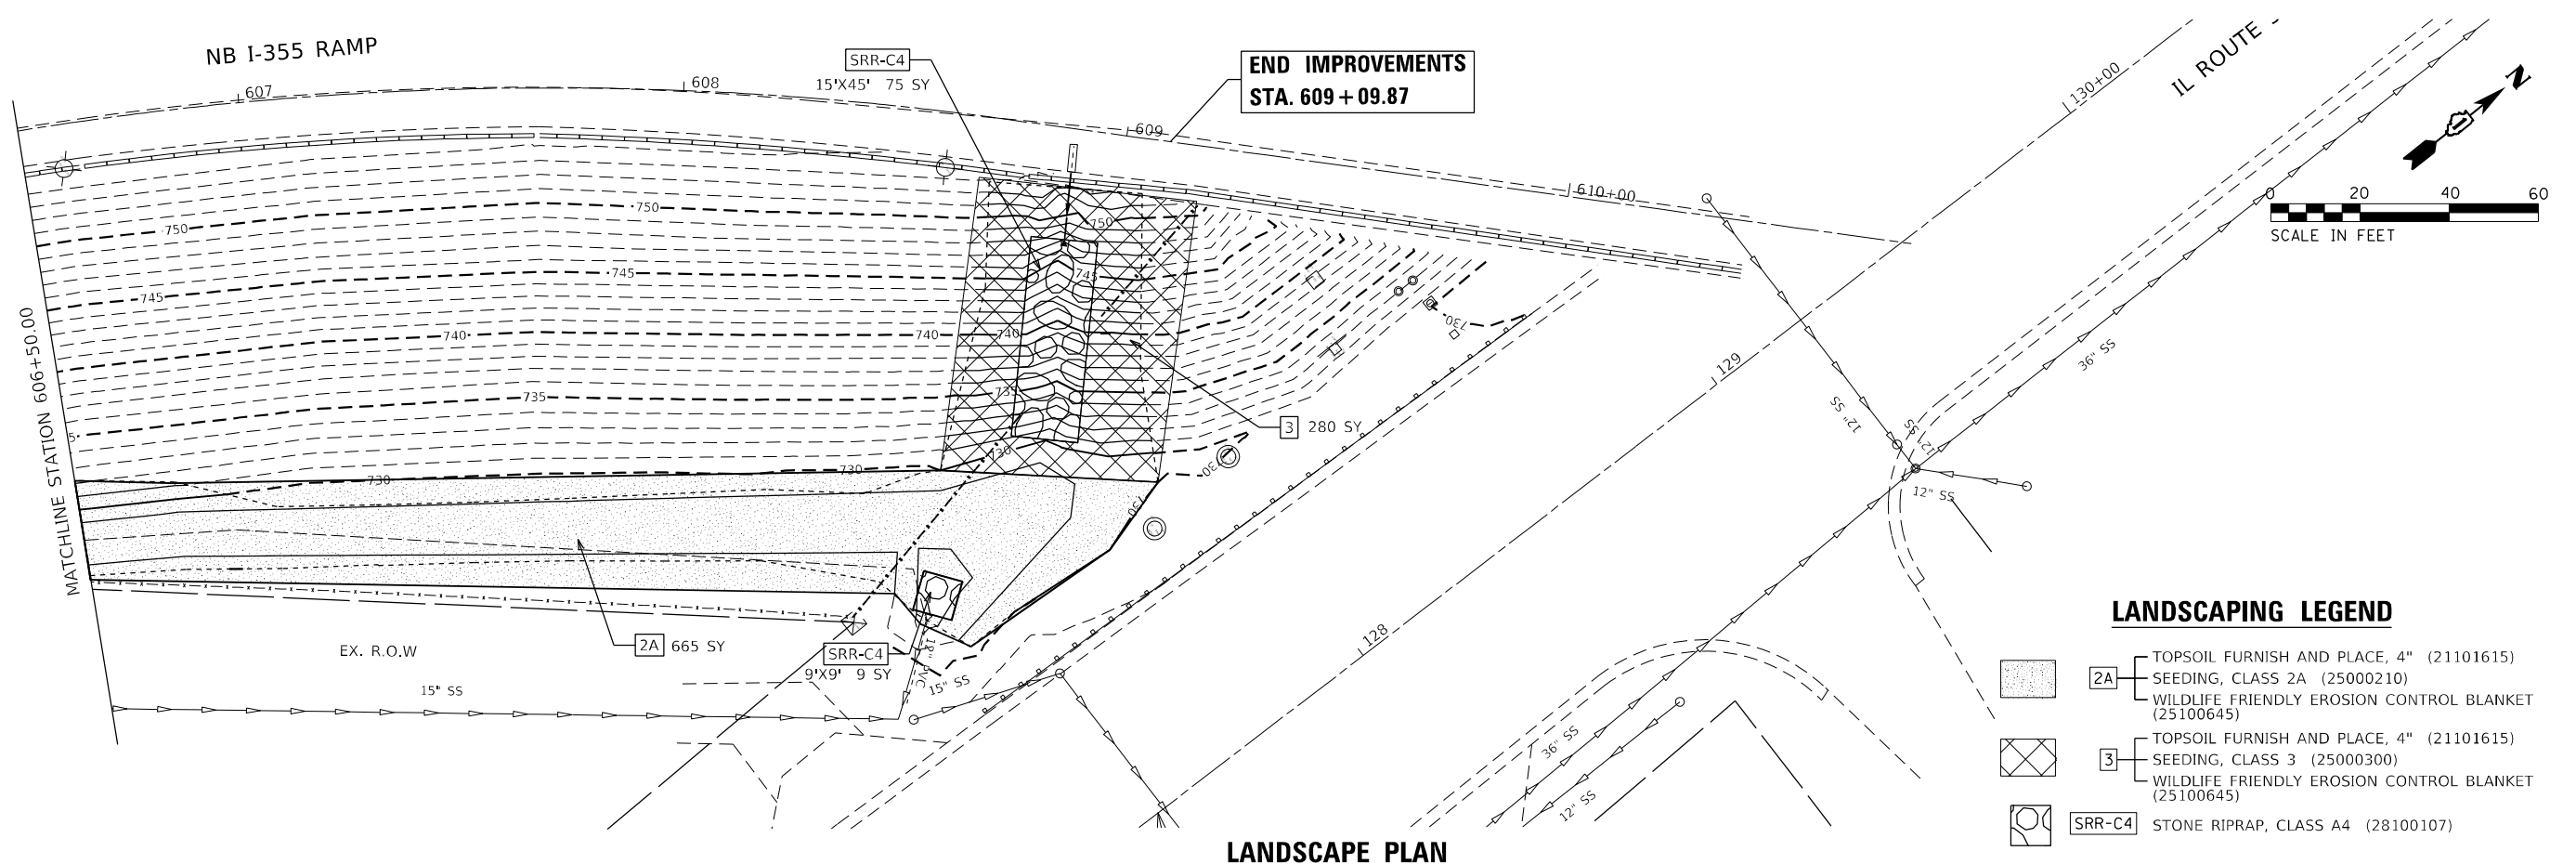 NB I-355 RAMP
607
608
609
610+00
SRR-C4
15'X45' 75 SY
END IMPROVEMENTS
STA. 609+09.87
130+00
IL ROUTE
N
0 20 40 60
SCALE IN FEET
750
750
750
745
745
745
740
740
740
735
735
730
730
730
730
730
MATCHLINE STATION 606+50.00
3 280 SY
129
128
36" SS
12" SS
12" SS
12" SS
2A 665 SY
SRR-C4
9'X9' 9 SY
EX. R.O.W
15" SS
15" SS
36" SS
12" SS
LANDSCAPING LEGEND
2A
TOPSOIL FURNISH AND PLACE, 4" (21101615)
SEEDING, CLASS 2A (25000210)
WILDLIFE FRIENDLY EROSION CONTROL BLANKET
(25100645)
3
TOPSOIL FURNISH AND PLACE, 4" (21101615)
SEEDING, CLASS 3 (25000300)
WILDLIFE FRIENDLY EROSION CONTROL BLANKET
(25100645)
SRR-C4 STONE RIPRAP, CLASS A4 (28100107)
LANDSCAPE PLAN